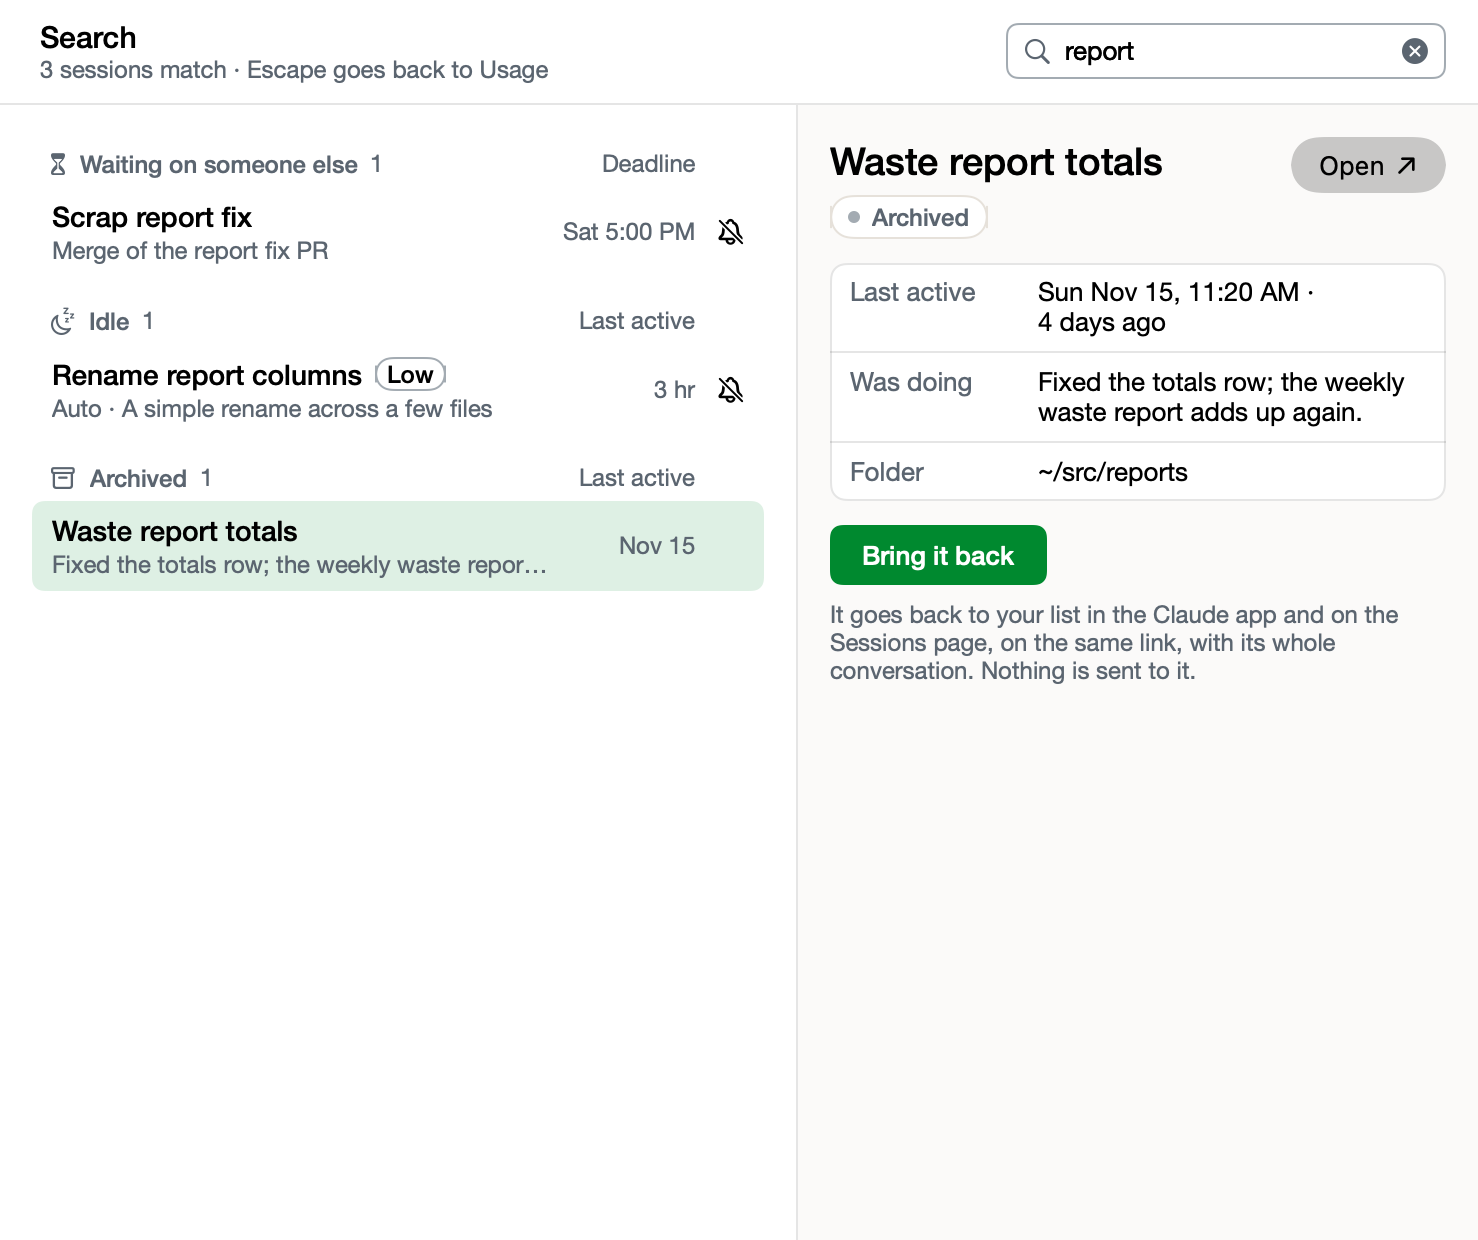 Search
3 sessions match · Escape goes back to Usage
report
Waiting on someone else 1
Deadline
Scrap report fix
Merge of the report fix PR
Sat 5:00 PM
Idle 1
Last active
Rename report columns Low
Auto · A simple rename across a few files
3 hr
Archived 1
Last active
Waste report totals
Fixed the totals row; the weekly waste repor…
Nov 15
Waste report totals
Open
Archived
Last active
Sun Nov 15, 11:20 AM ·
4 days ago
Was doing
Fixed the totals row; the weekly
waste report adds up again.
Folder
~/src/reports
Bring it back
It goes back to your list in the Claude app and on the
Sessions page, on the same link, with its whole
conversation. Nothing is sent to it.